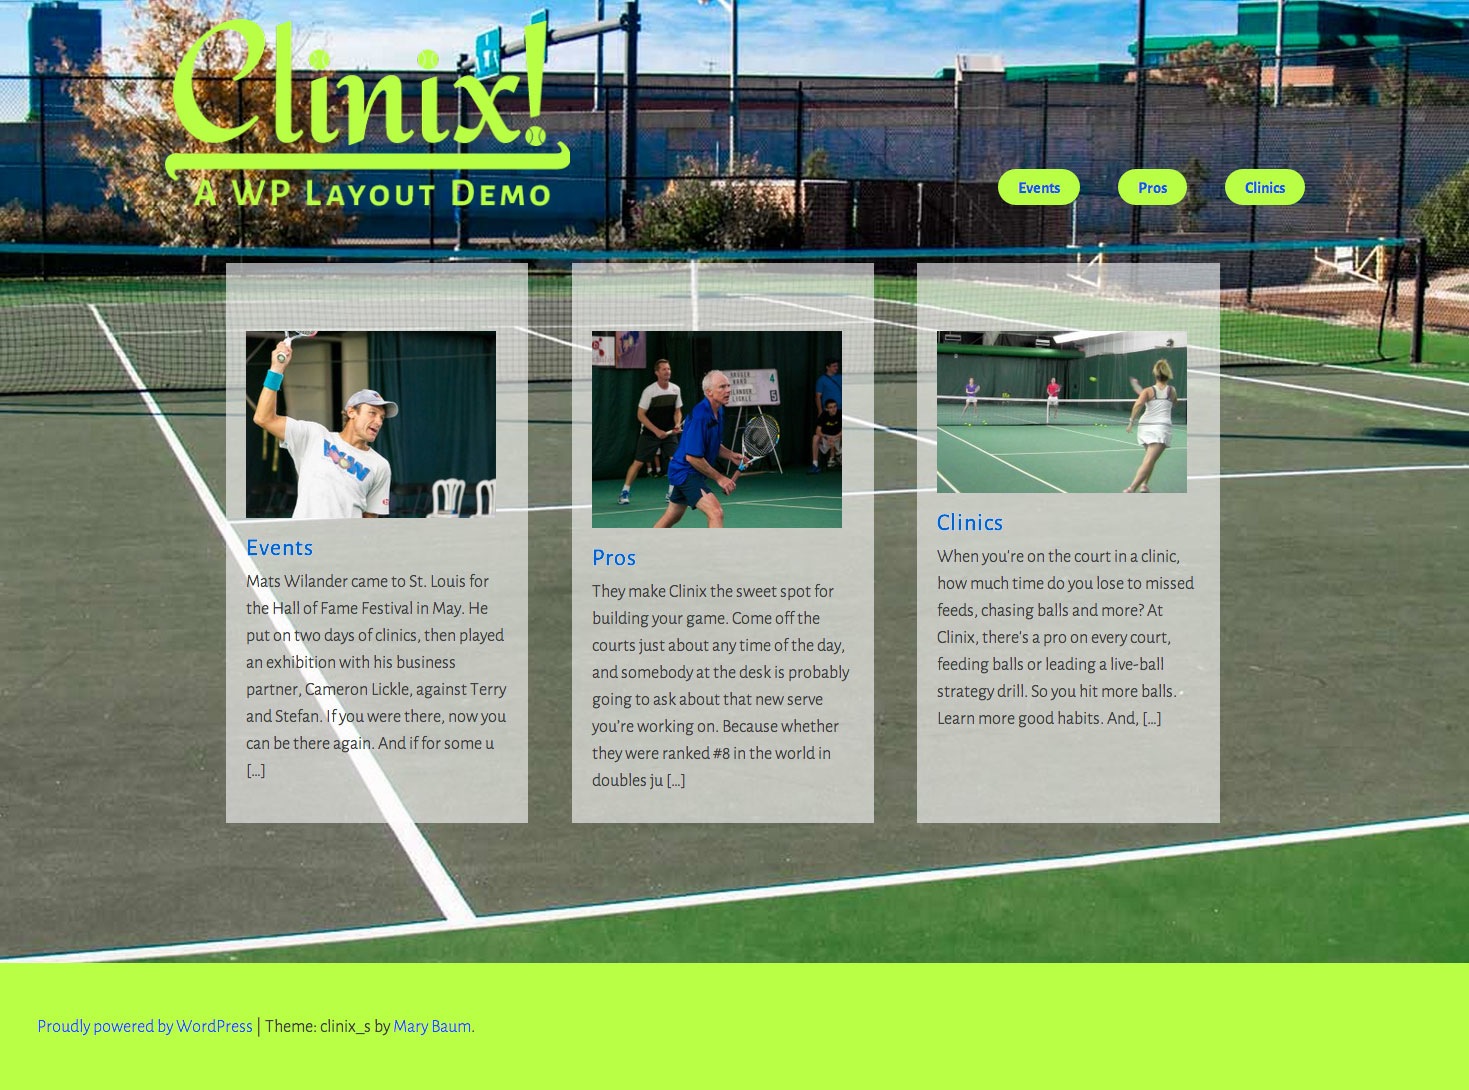 Clinix!
A WP Layout Demo
Events
Pros
Clinics
Events
Mats Wilander came to St. Louis for
the Hall of Fame Festival in May. He
put on two days of clinics, then played
an exhibition with his business
partner, Cameron Lickle, against Terry
and Stefan. If you were there, now you
can be there again. And if for some u
[...]
Pros
They make Clinix the sweet spot for
building your game. Come off the
courts just about any time of the day,
and somebody at the desk is probably
going to ask about that new serve
you're working on. Because whether
they were ranked #8 in the world in
doubles ju [...]
Clinics
When you're on the court in a clinic,
how much time do you lose to missed
feeds, chasing balls and more? At
Clinix, there's a pro on every court,
feeding balls or leading a live-ball
strategy drill. So you hit more balls.
Learn more good habits. And, [...]
Proudly powered by WordPress | Theme: clinix_s by Mary Baum.